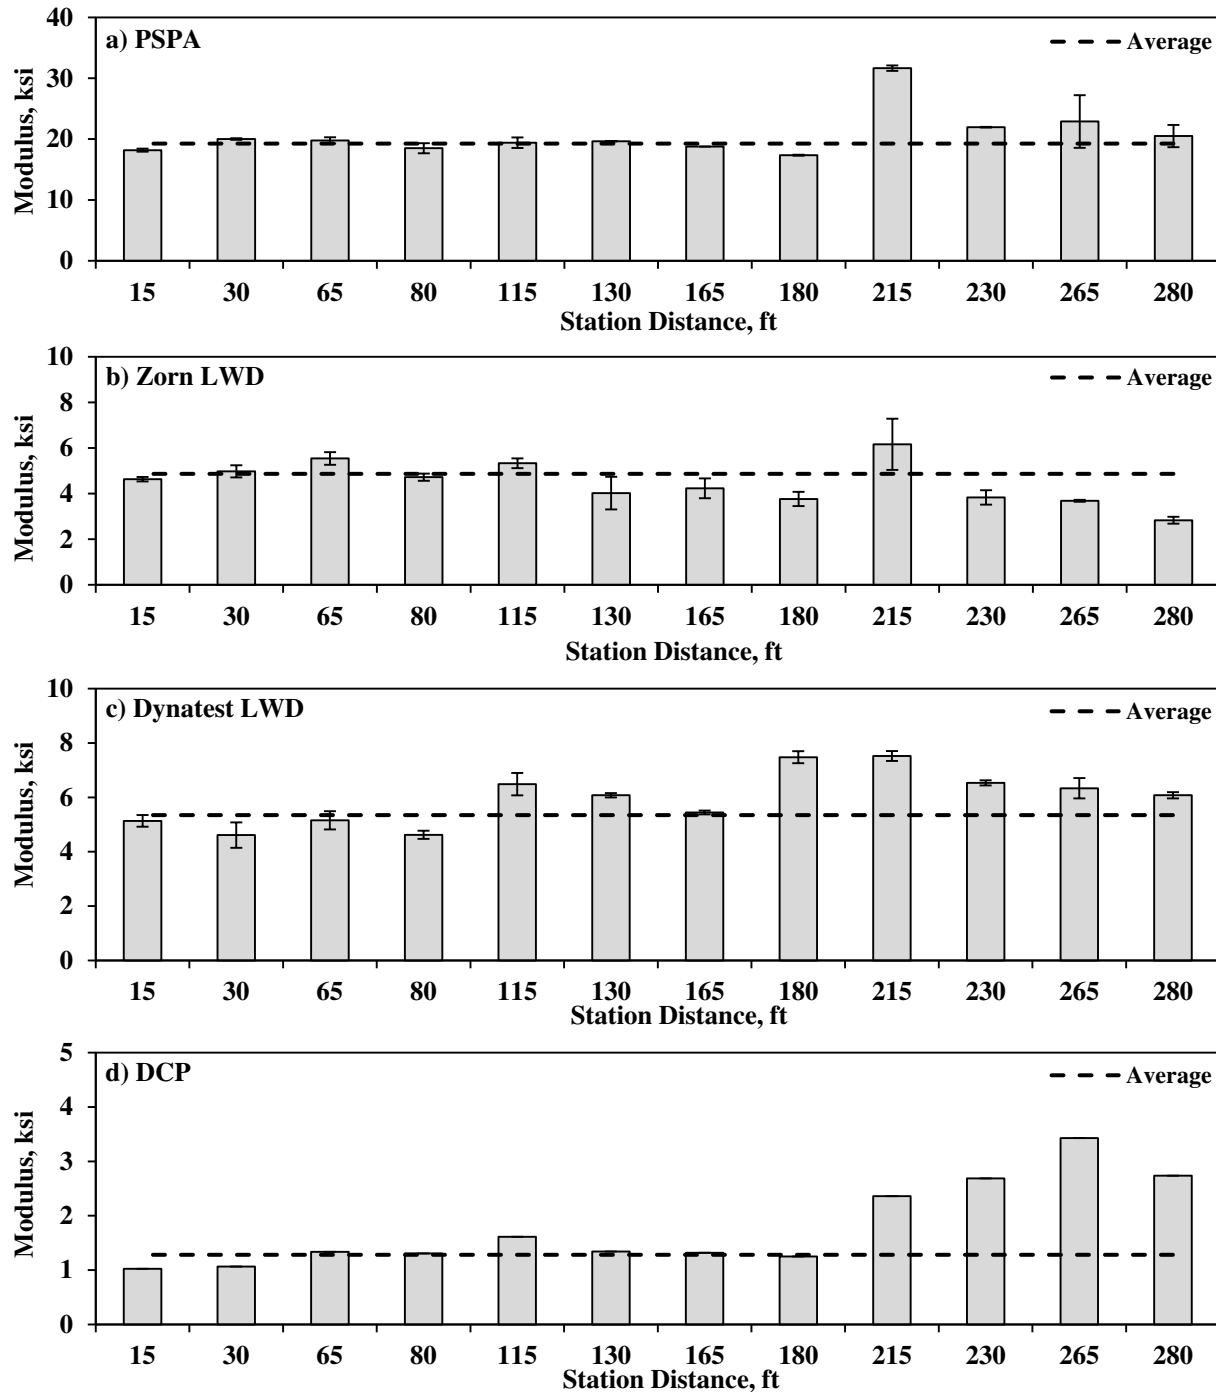 a) PSPA
Average
Modulus, ksi
40
30
20
10
0
15 30 65 80 115 130 165 180 215 230 265 280
Station Distance, ft
b) Zorn LWD
Average
Modulus, ksi
10
8
6
4
2
0
15 30 65 80 115 130 165 180 215 230 265 280
Station Distance, ft
c) Dynatest LWD
Average
Modulus, ksi
10
8
6
4
2
0
15 30 65 80 115 130 165 180 215 230 265 280
Station Distance, ft
d) DCP
Average
Modulus, ksi
5
4
3
2
1
0
15 30 65 80 115 130 165 180 215 230 265 280
Station Distance, ft